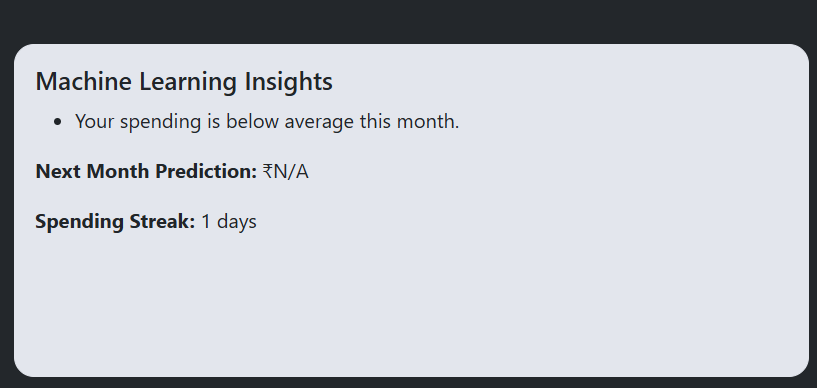 Machine Learning Insights
• Your spending is below average this month.
Next Month Prediction: ₹N/A
Spending Streak: 1 days